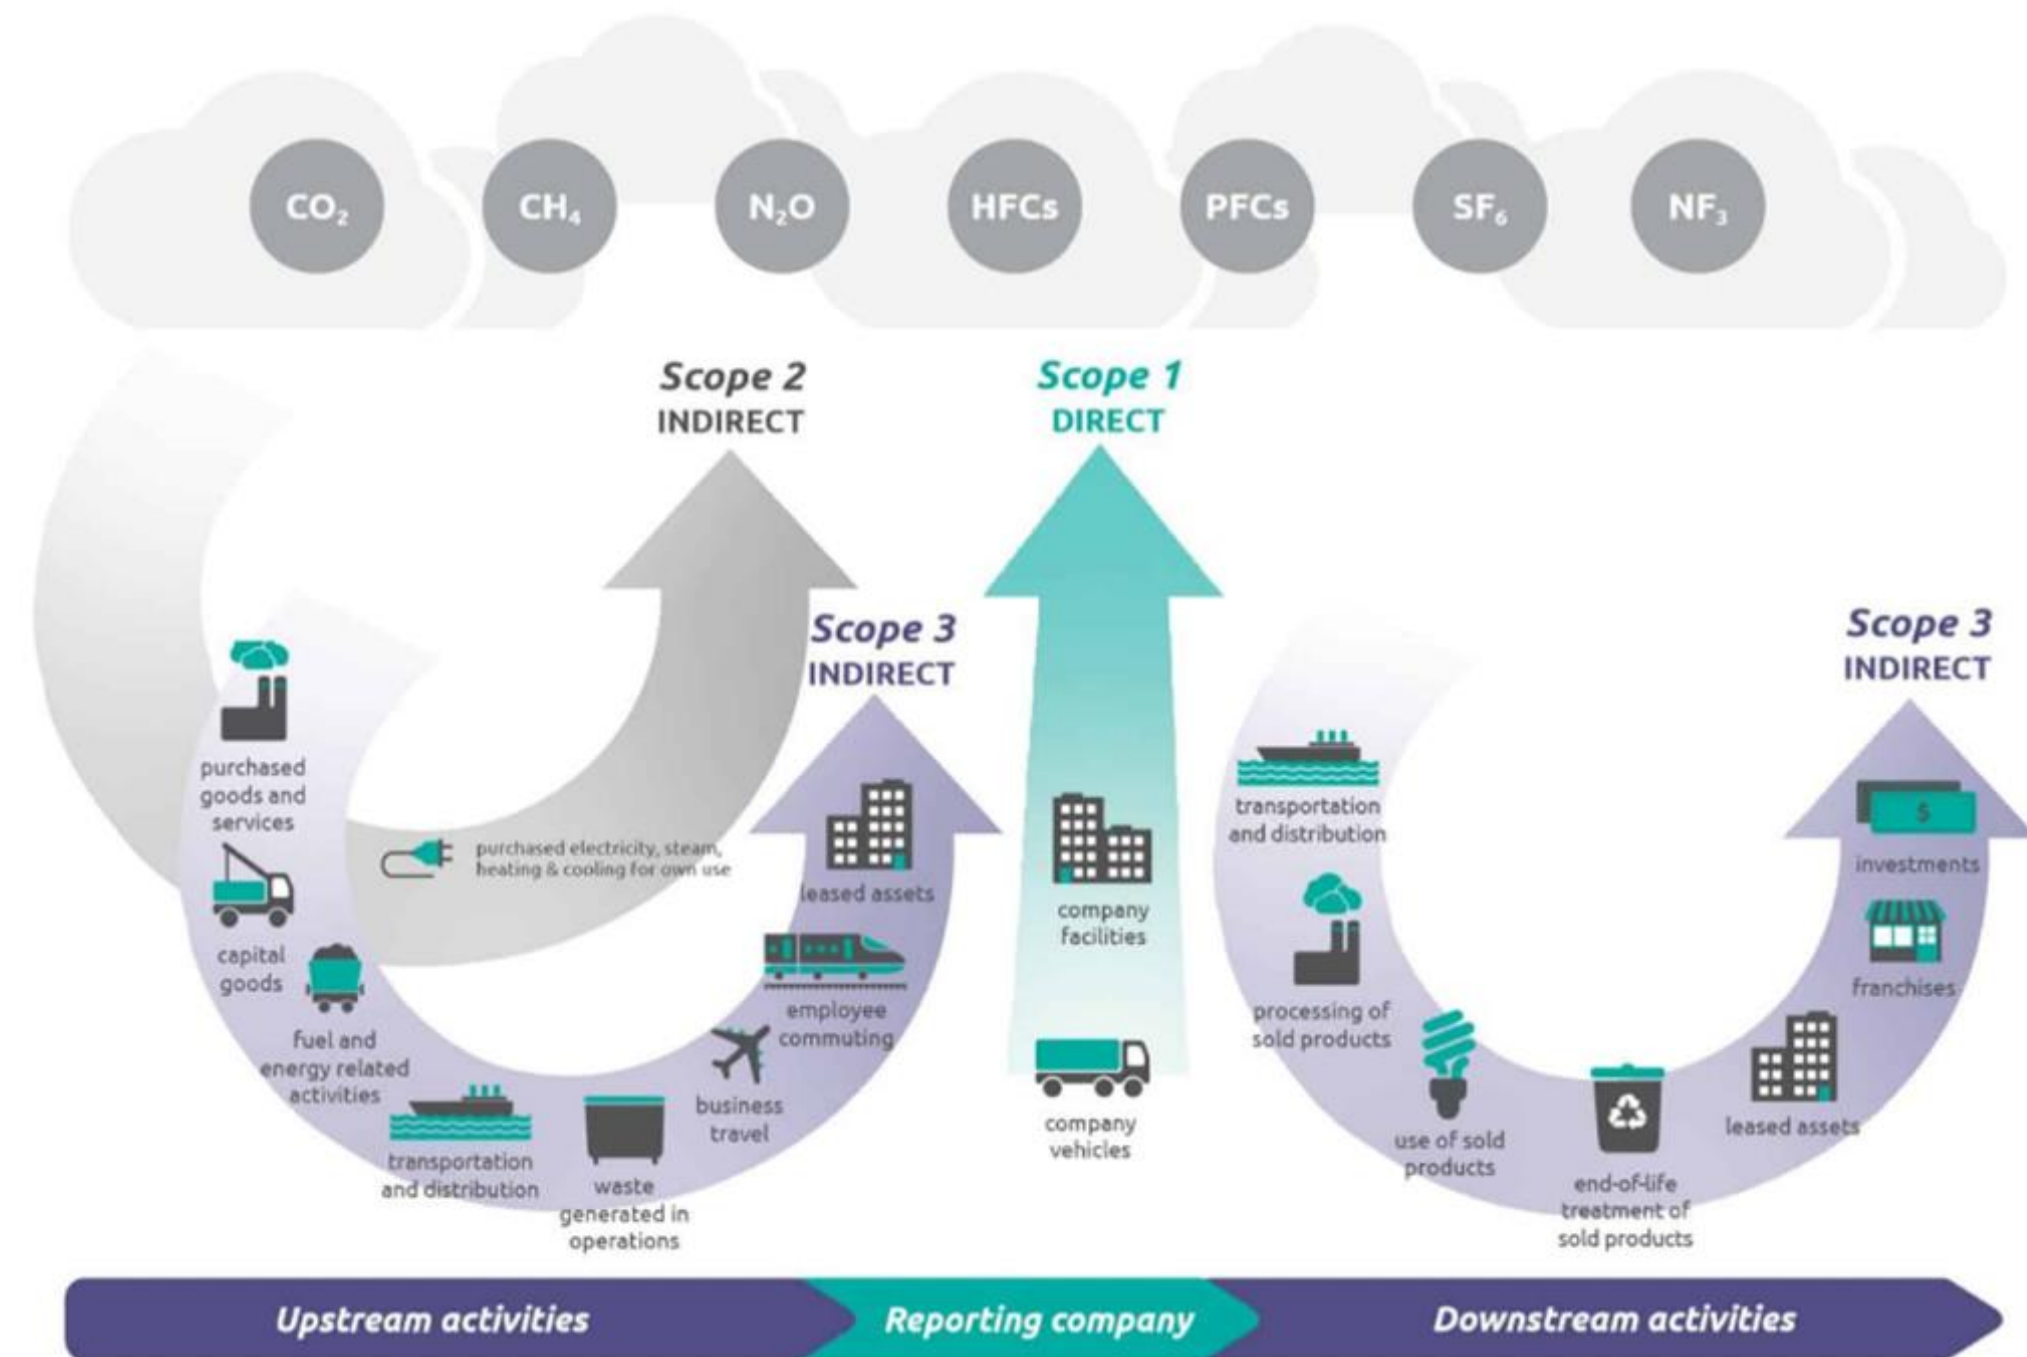 CO₂
CH₄
N₂O
HFCs
PFCs
SF₆
NF₃
Scope 2
INDIRECT
Scope 1
DIRECT
Scope 3
INDIRECT
Scope 3
INDIRECT
purchased
goods and
services
capital
goods
fuel and
energy related
activities
transportation
and distribution
waste
generated in
operations
business
travel
employee
commuting
leased assets
purchased electricity, steam,
heating & cooling for own use
company
facilities
company
vehicles
transportation
and distribution
processing of
sold products
use of sold
products
end-of-life
treatment of
sold products
leased assets
franchises
investments
$
Upstream activities
Reporting company
Downstream activities